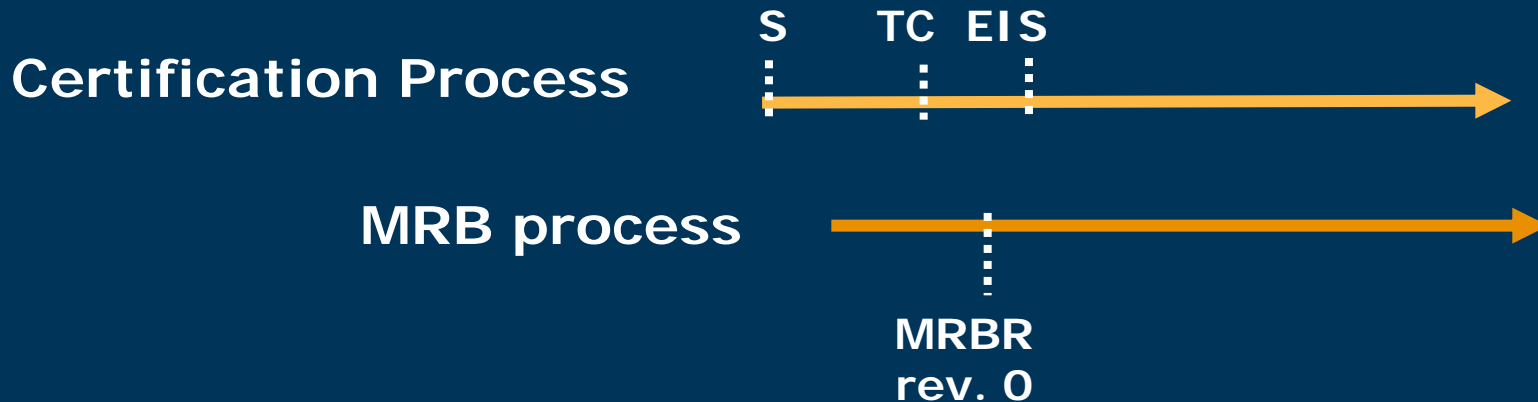 S TC EIS
Certification Process
MRB process
MRBR
rev. 0